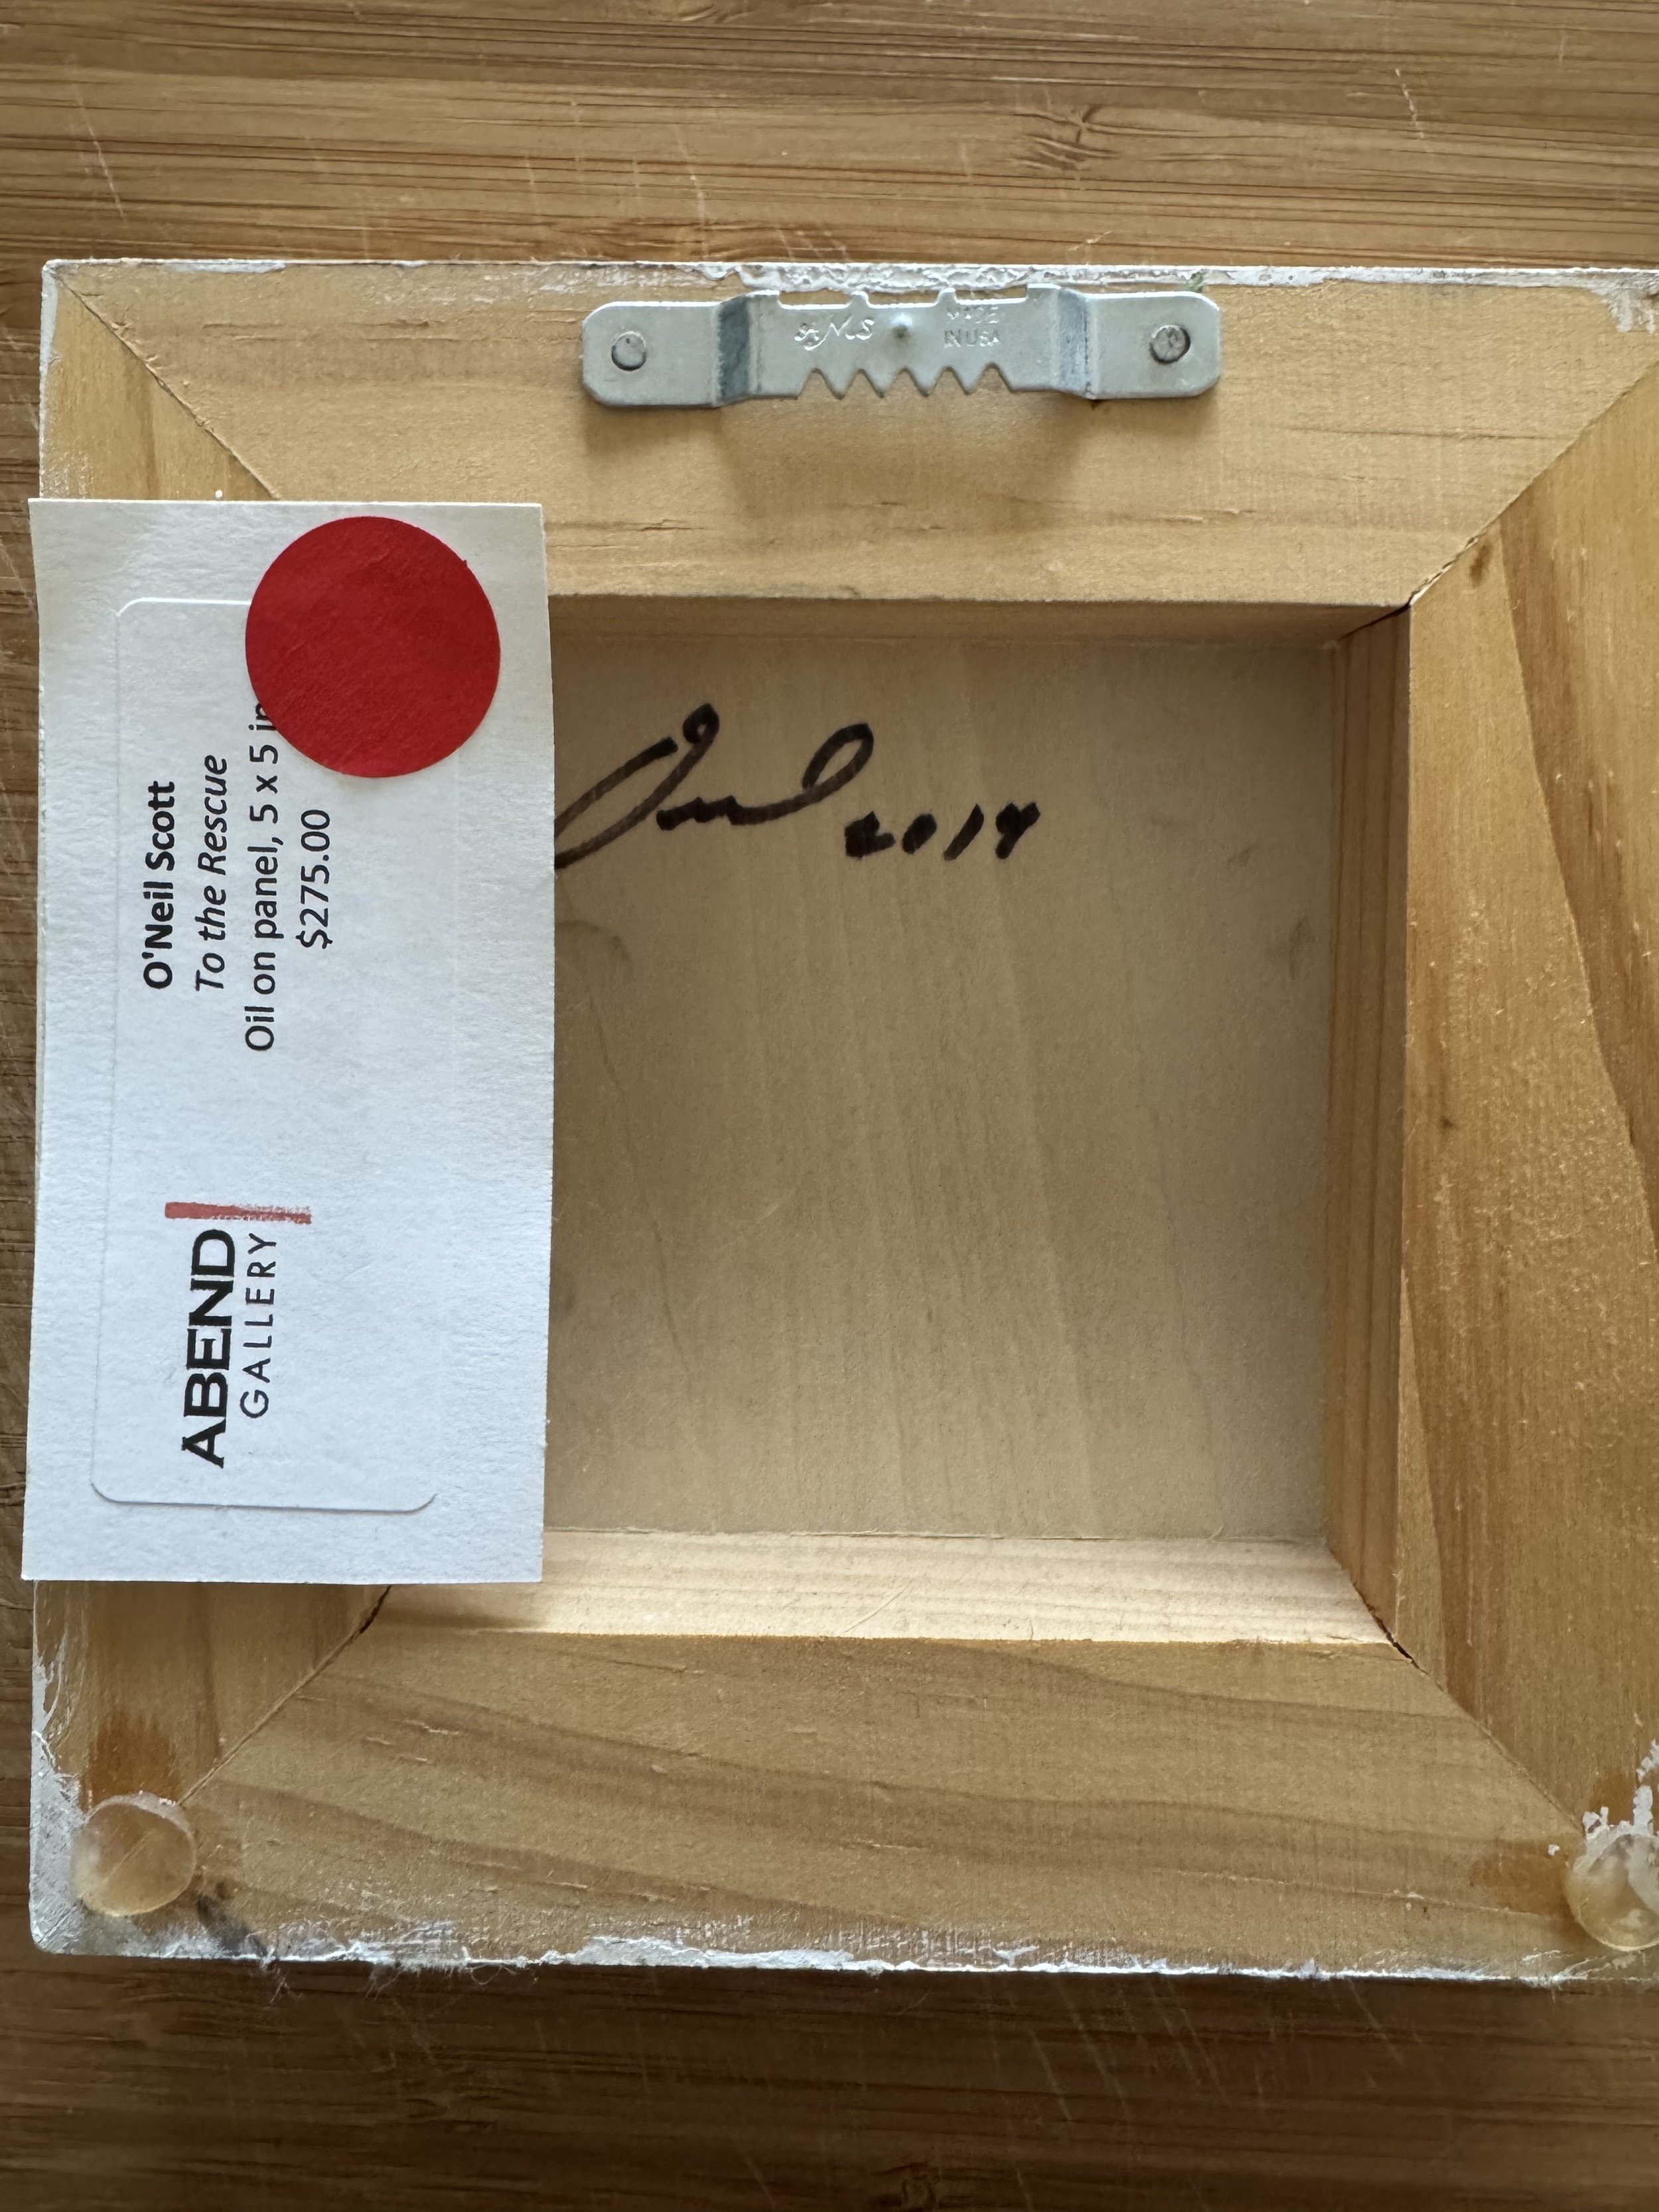 O'Neil Scott
To the Rescue
Oil on panel, 5 x 5 in
$275.00
ABEND
GALLERY
MADE
IN USA